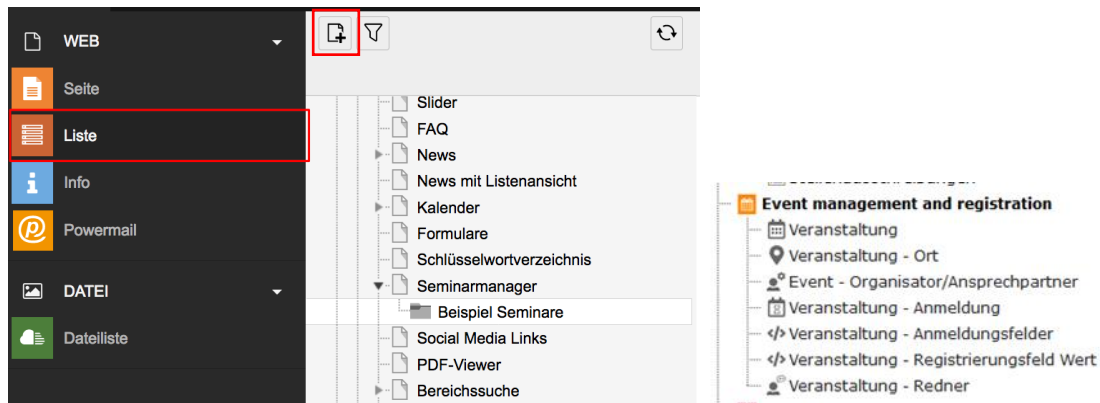 WEB
Seite
Liste
Info
Powermail
DATEI
Dateiliste
Slider
FAQ
News
News mit Listenansicht
Kalender
Formulare
Schlüsselwortverzeichnis
Seminarmanager
Beispiel Seminare
Social Media Links
PDF-Viewer
Bereichssuche
Event management and registration
Veranstaltung
Veranstaltung - Ort
Event - Organisator/Ansprechpartner
Veranstaltung - Anmeldung
Veranstaltung - Anmeldungsfelder
Veranstaltung - Registrierungsfeld Wert
Veranstaltung - Redner